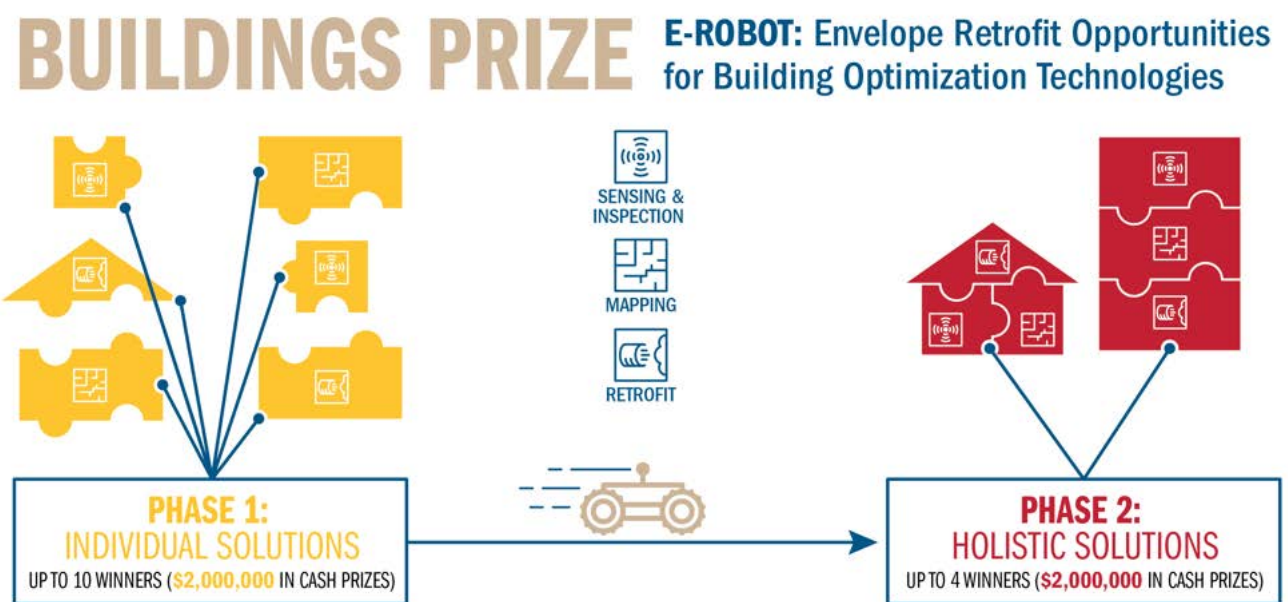 BUILDINGS PRIZE
E-ROBOT: Envelope Retrofit Opportunities
for Building Optimization Technologies
SENSING &
INSPECTION
MAPPING
RETROFIT
PHASE 1:
INDIVIDUAL SOLUTIONS
UP TO 10 WINNERS ($2,000,000 IN CASH PRIZES)
PHASE 2:
HOLISTIC SOLUTIONS
UP TO 4 WINNERS ($2,000,000 IN CASH PRIZES)